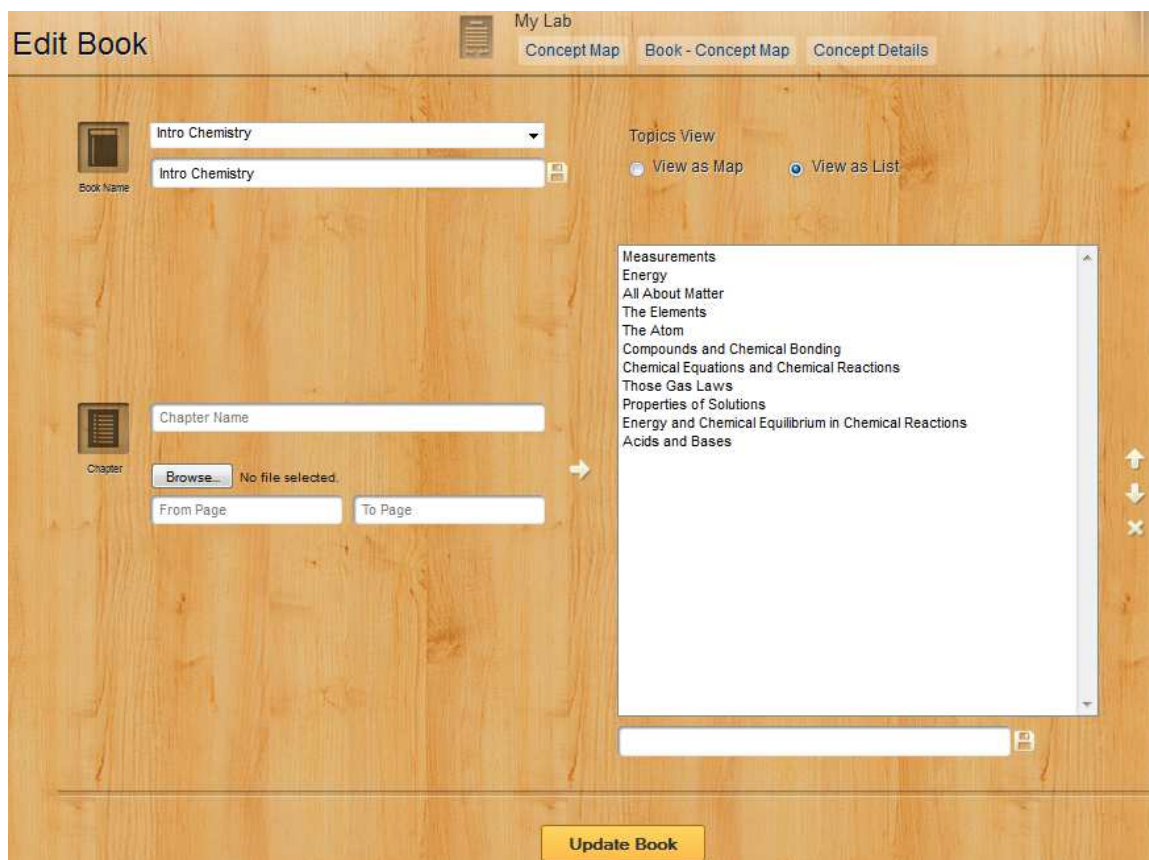 Edit Book
My Lab
Concept Map Book - Concept Map Concept Details
Intro Chemistry
Intro Chemistry
Book Name
Topics View
View as Map View as List
Measurements
Energy
All About Matter
The Elements
The Atom
Compounds and Chemical Bonding
Chemical Equations and Chemical Reactions
Those Gas Laws
Properties of Solutions
Energy and Chemical Equilibrium in Chemical Reactions
Acids and Bases
Chapter Name
Chapter
Browse... No file selected.
From Page To Page
Update Book